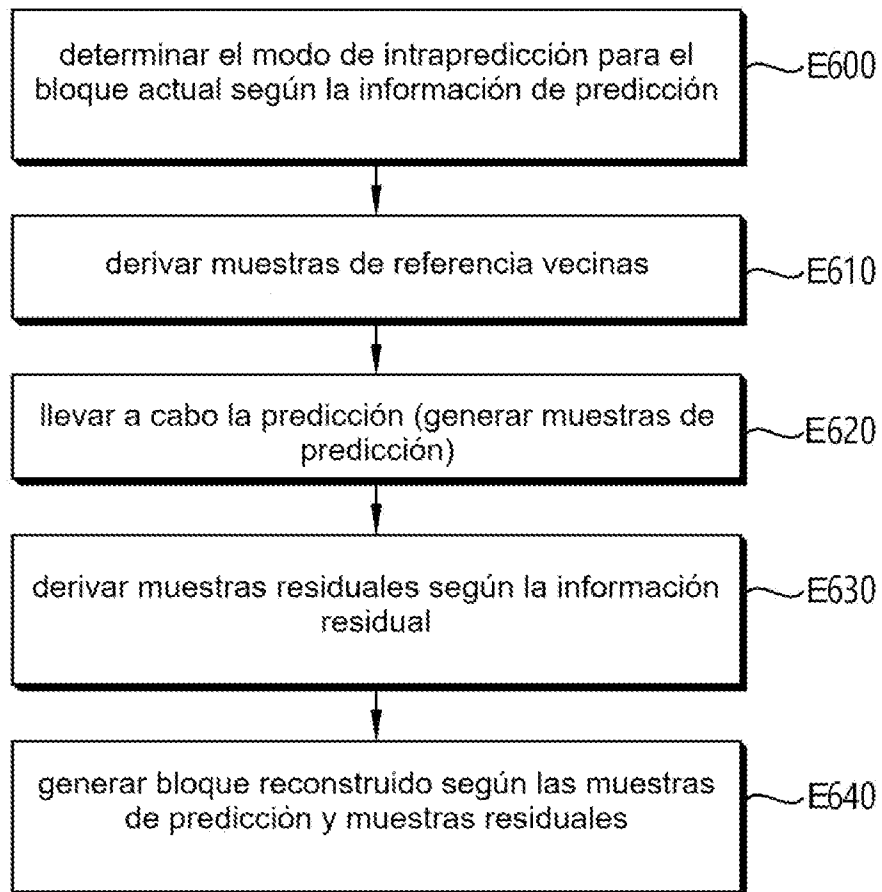 determinar el modo de intrapredicción para el
bloque actual según la información de predicción
E600
derivar muestras de referencia vecinas
E610
llevar a cabo la predicción (generar muestras de
predicción)
E620
derivar muestras residuales según la información
residual
E630
generar bloque reconstruido según las muestras
de predicción y muestras residuales
E640